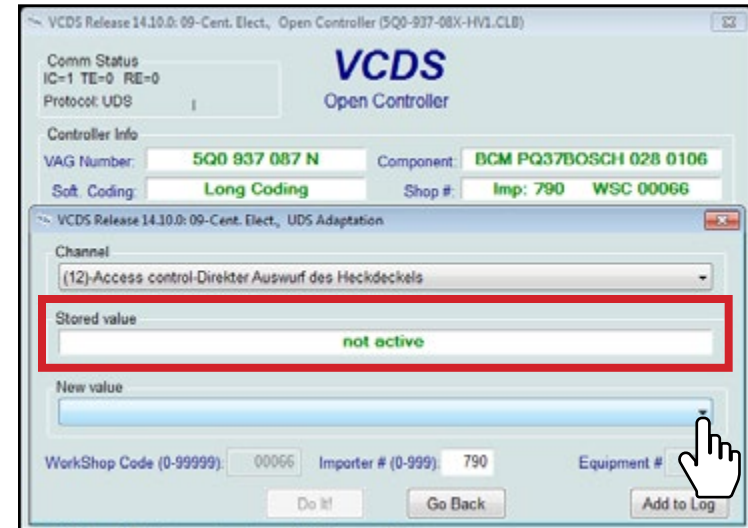 VCDS Release 14.10.0: 09-Cent. Elect., Open Controller (5Q0-937-08X-HV1.CLB)
Comm Status
IC=1 TE=0 RE=0
Protocol: UDS
VCDS
Open Controller
Controller Info
VAG Number: 5Q0 937 087 N Component: BCM PQ37BOSCH 028 0106
Soft. Coding: Long Coding Shop #: Imp: 790 WSC 00066
VCDS Release 14.10.0: 09-Cent. Elect., UDS Adaptation
Channel
(12)-Access control-Direkter Auswurf des Heckdeckels
Stored value
not active
New value
WorkShop Code (0-99999): 00066 Importer # (0-999): 790 Equipment #
Do It! Go Back Add to Log